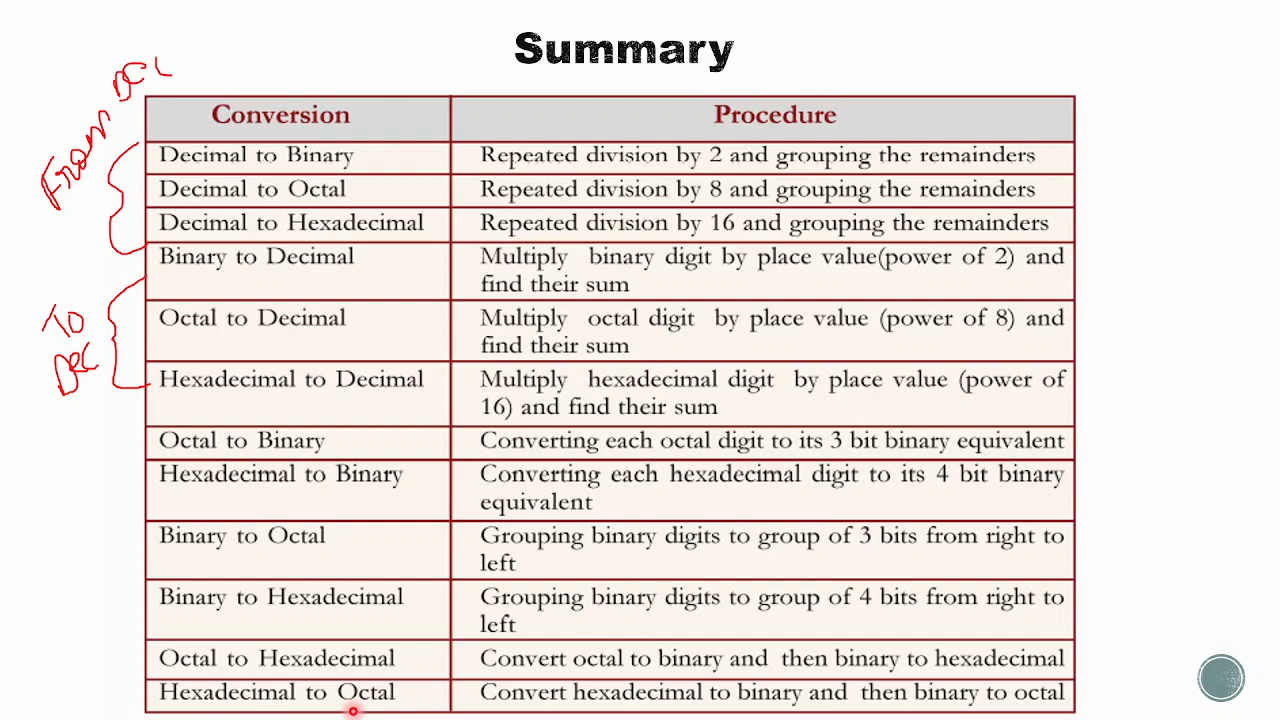 Summary
From DEC
Conversion Procedure
Decimal to Binary Repeated division by 2 and grouping the remainders
Decimal to Octal Repeated division by 8 and grouping the remainders
Decimal to Hexadecimal Repeated division by 16 and grouping the remainders
Binary to Decimal Multiply binary digit by place value(power of 2) and
find their sum
To
DEC
Octal to Decimal Multiply octal digit by place value (power of 8) and
find their sum
Hexadecimal to Decimal Multiply hexadecimal digit by place value (power of
16) and find their sum
Octal to Binary Converting each octal digit to its 3 bit binary equivalent
Hexadecimal to Binary Converting each hexadecimal digit to its 4 bit binary
equivalent
Binary to Octal Grouping binary digits to group of 3 bits from right to
left
Binary to Hexadecimal Grouping binary digits to group of 4 bits from right to
left
Octal to Hexadecimal Convert octal to binary and then binary to hexadecimal
Hexadecimal to Octal Convert hexadecimal to binary and then binary to octal